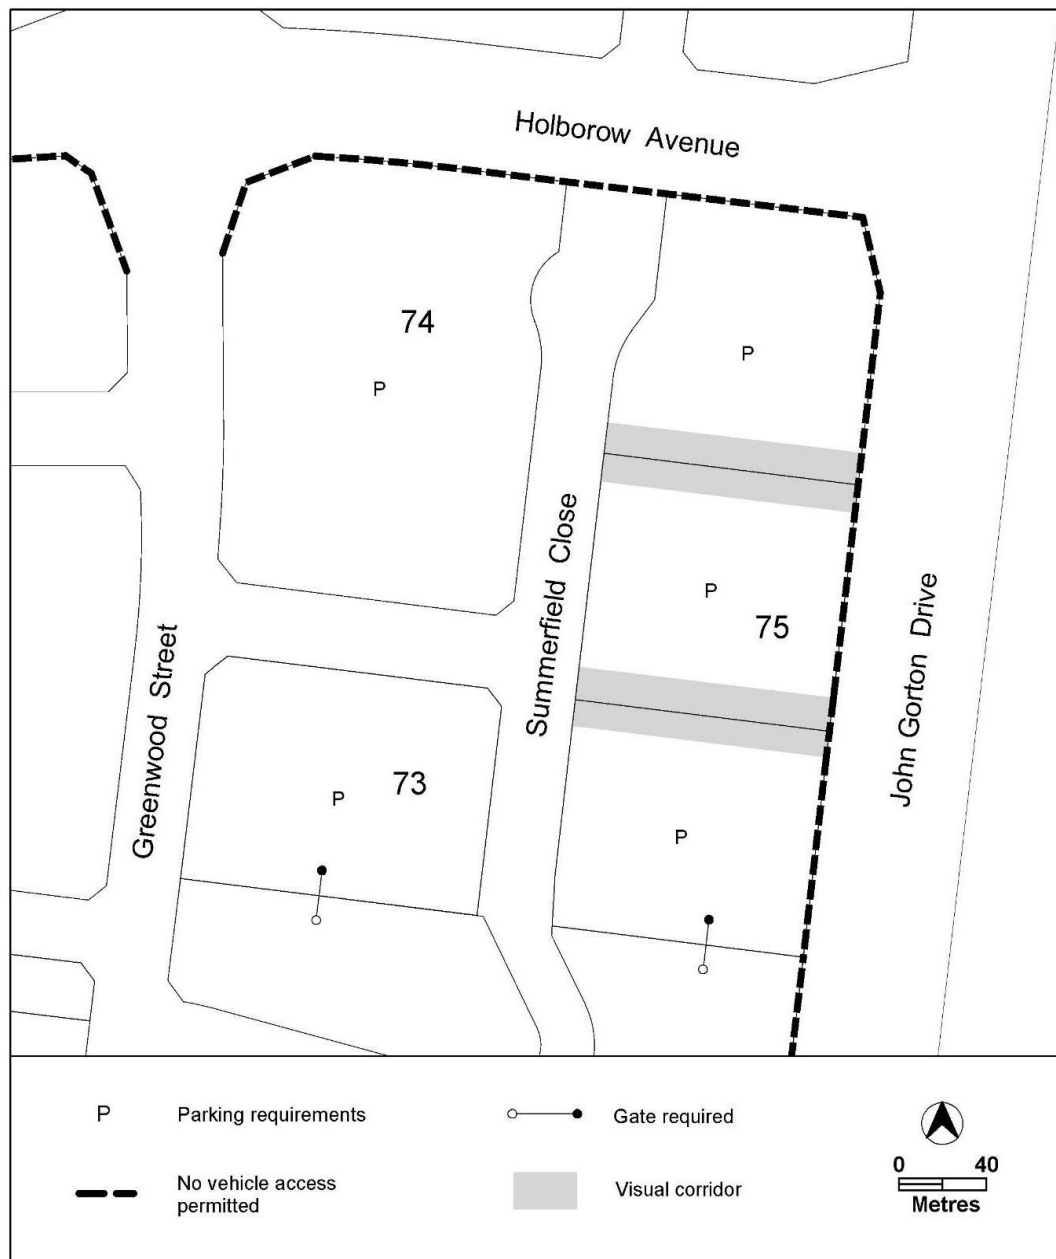 Holborow Avenue
74
P
P
Summerfield Close
P
75
John Gorton Drive
Greenwood Street
73
P
P
P Parking requirements
Gate required
No vehicle access
permitted
Visual corridor
0 40
Metres